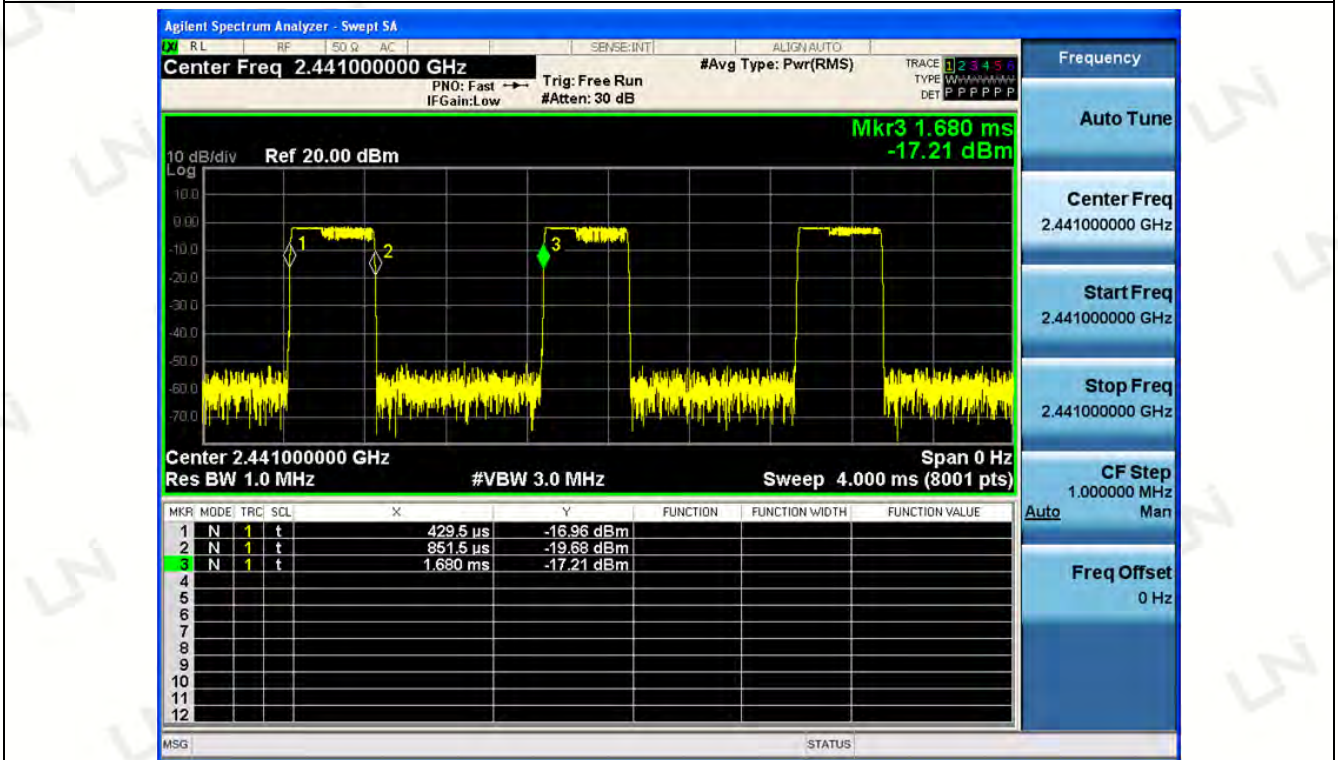 Agilent Spectrum Analyzer - Swept SA
LXI RL RF 50 Ω AC SENSE:INT ALIGN AUTO
Center Freq 2.441000000 GHz
PNO: Fast
IFGain:Low
Trig: Free Run
#Atten: 30 dB
#Avg Type: Pwr(RMS)
TRACE 1 2 3 4 5 6
TYPE W
DET P P P P P P
Mkr3 1.680 ms
-17.21 dBm
10 dB/div Ref 20.00 dBm
Log
10.0
0.00
-10.0
-20.0
-30.0
-40.0
-50.0
-60.0
-70.0
1
2
3
Center 2.441000000 GHz Span 0 Hz
Res BW 1.0 MHz #VBW 3.0 MHz Sweep 4.000 ms (8001 pts)
MKR MODE TRC SCL X Y FUNCTION FUNCTION WIDTH FUNCTION VALUE
1 N 1 t 429.5 µs -16.96 dBm
2 N 1 t 851.5 µs -19.68 dBm
3 N 1 t 1.680 ms -17.21 dBm
4
5
6
7
8
9
10
11
12
MSG STATUS
Frequency
Auto Tune
Center Freq
2.441000000 GHz
Start Freq
2.441000000 GHz
Stop Freq
2.441000000 GHz
CF Step
1.000000 MHz
Auto Man
Freq Offset
0 Hz